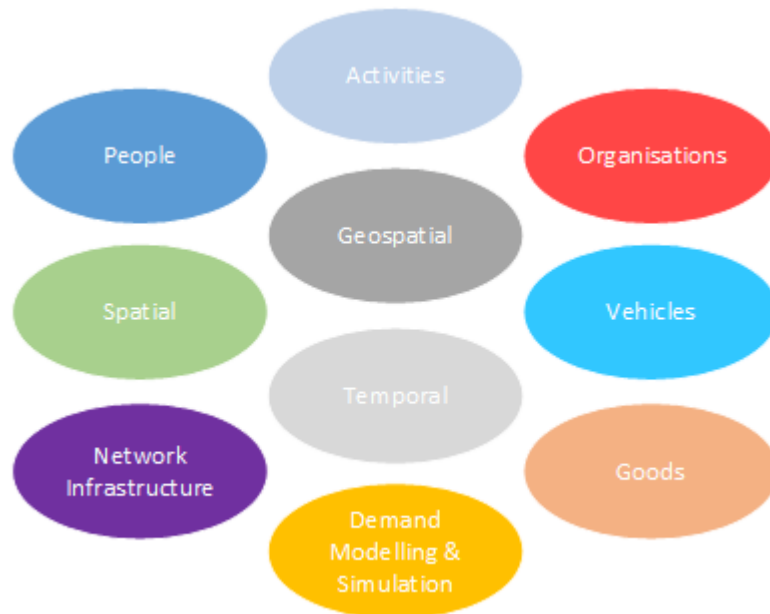 Activities
People
Organisations
Geospatial
Spatial
Vehicles
Temporal
Network
Infrastructure
Goods
Demand
Modelling &
Simulation